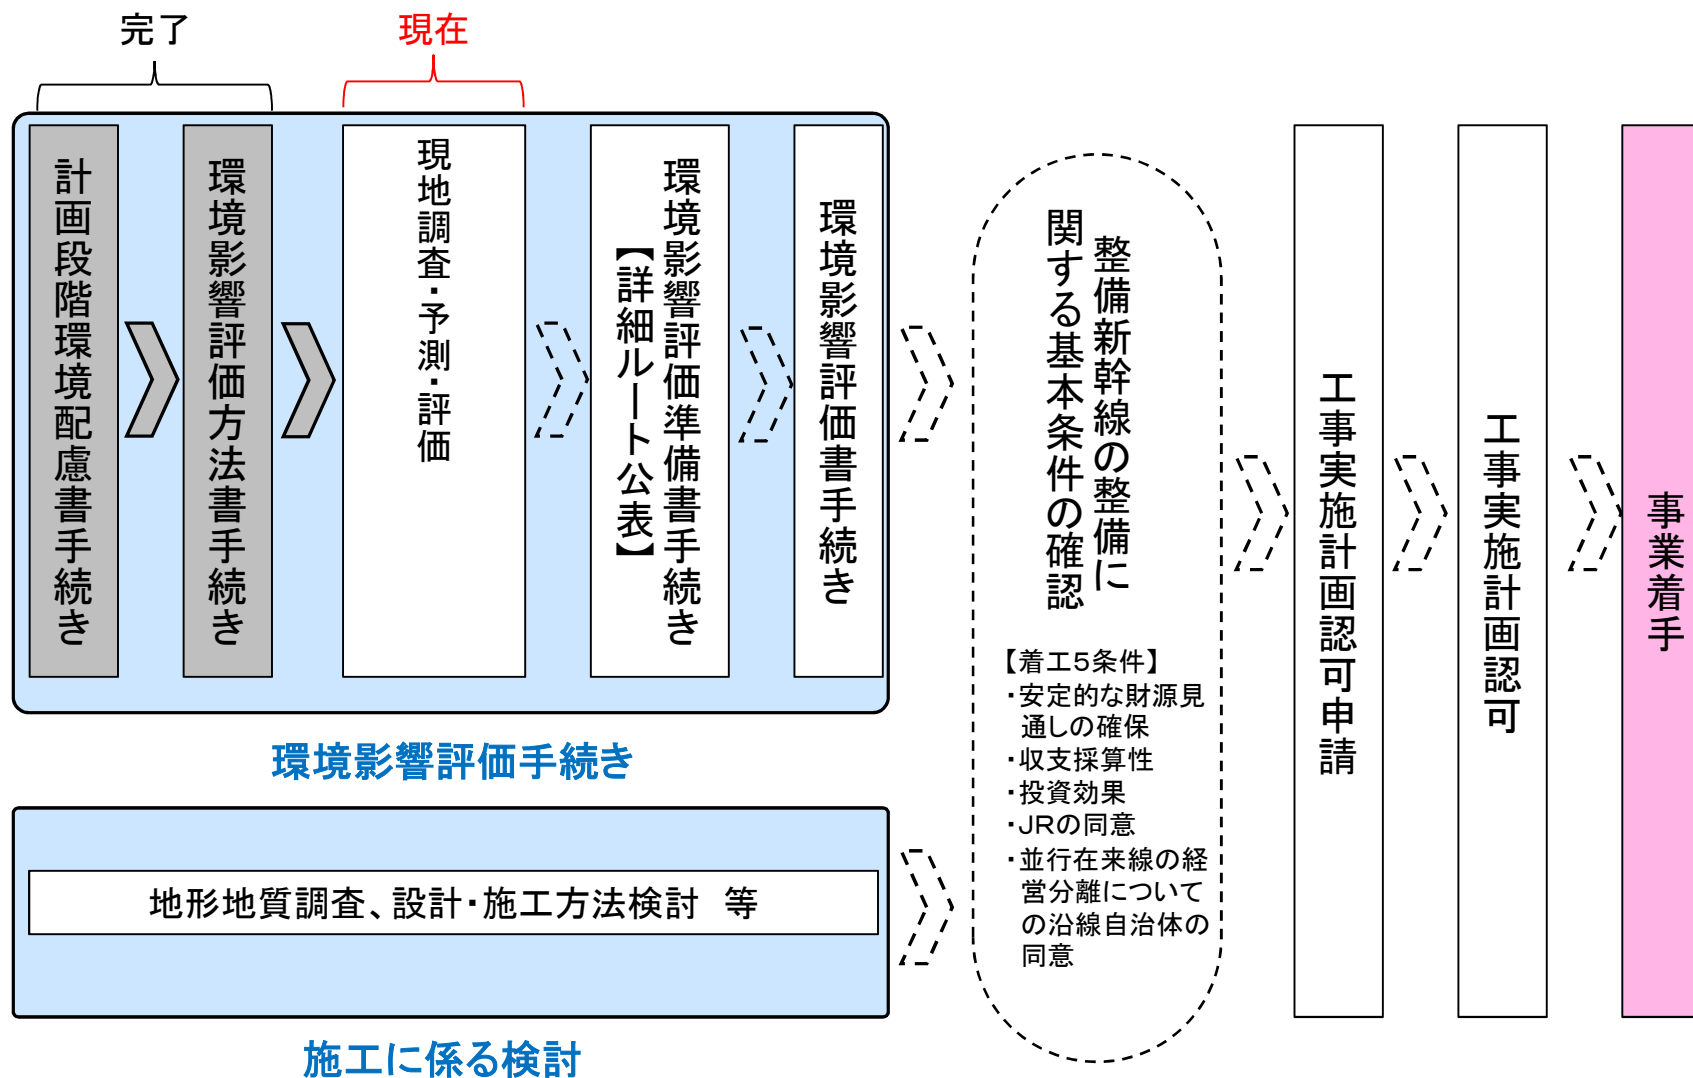 完了
現在
計画段階環境配慮書手続き
環境影響評価方法書手続き
現地調査・予測・評価
環境影響評価準備書手続き
【詳細ルート公表】
環境影響評価書手続き
環境影響評価手続き
地形地質調査、設計・施工方法検討　等
施工に係る検討
整備新幹線の整備に
関する基本条件の確認
【着工5条件】
・安定的な財源見
通しの確保
・収支採算性
・投資効果
・JRの同意
・並行在来線の経
営分離について
の沿線自治体の
同意
工事実施計画認可申請
工事実施計画認可
事業着手